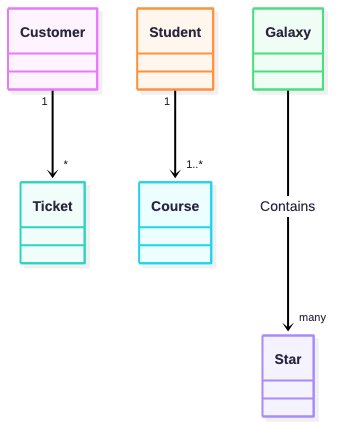 Customer
Student
Galaxy
1
1
*
1..*
Ticket
Course
Contains
many
Star